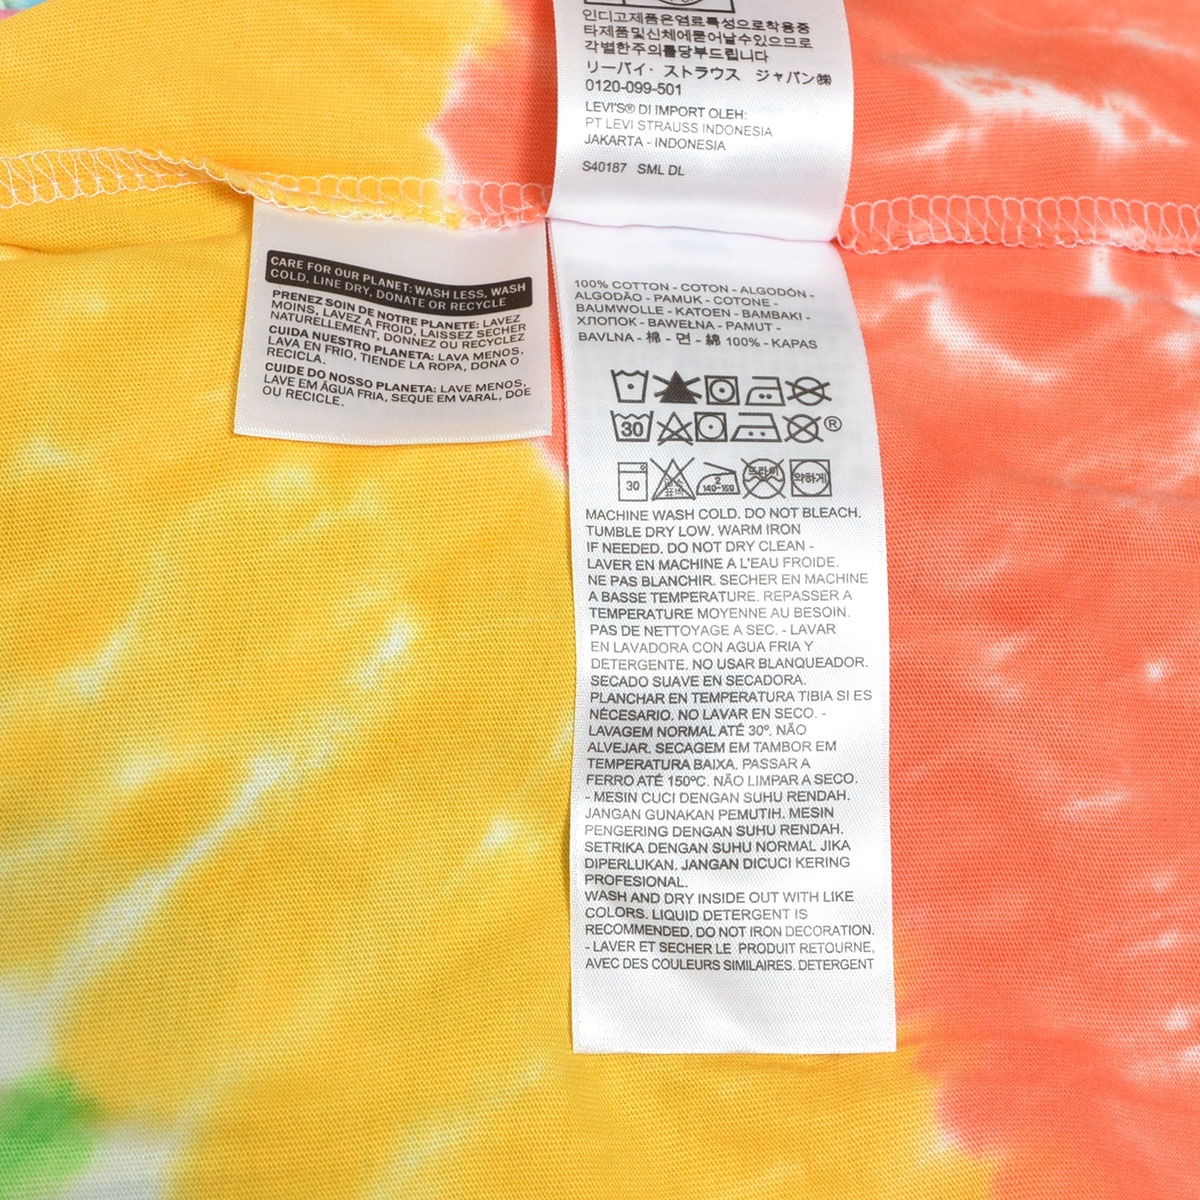 인디고제품은염료특성으로착용중
타제품및신체에묻어날수있으므로
각별한주의를당부드립니다
リーバイ・ストラウス ジャパン㈱
0120-099-501
LEVI'S® DI IMPORT OLEH:
PT LEVI STRAUSS INDONESIA
JAKARTA - INDONESIA
S40187 SML DL
CARE FOR OUR PLANET: WASH LESS, WASH
COLD, LINE DRY, DONATE OR RECYCLE
PRENEZ SOIN DE NOTRE PLANETE: LAVEZ
MOINS, LAVEZ A FROID, LAISSEZ SECHER
NATURELLEMENT, DONNEZ OU RECYCLEZ
CUIDA NUESTRO PLANETA: LAVA MENOS,
LAVA EN FRIO, TIENDE LA ROPA, DONA O
RECICLA.
CUIDE DO NOSSO PLANETA: LAVE MENOS,
LAVE EM ÁGUA FRIA, SEQUE EM VARAL, DOE
OU RECICLE.
100% COTTON - COTON - ALGODÓN -
ALGODÃO - PAMUK - COTONE -
BAUMWOLLE - KATOEN - BAMBAKI -
ХЛОПОК - BAWEŁNA - PAMUT -
BAVLNA - 棉 - 면 - 綿 100% - KAPAS
30 ®
30 2 140-160 드라이 약하게
MACHINE WASH COLD. DO NOT BLEACH.
TUMBLE DRY LOW. WARM IRON
IF NEEDED. DO NOT DRY CLEAN -
LAVER EN MACHINE A L'EAU FROIDE.
NE PAS BLANCHIR. SECHER EN MACHINE
A BASSE TEMPERATURE. REPASSER A
TEMPERATURE MOYENNE AU BESOIN.
PAS DE NETTOYAGE A SEC. - LAVAR
EN LAVADORA CON AGUA FRIA Y
DETERGENTE. NO USAR BLANQUEADOR.
SECADO SUAVE EN SECADORA.
PLANCHAR EN TEMPERATURA TIBIA SI ES
NECESARIO. NO LAVAR EN SECO. -
LAVAGEM NORMAL ATÉ 30º. NÃO
ALVEJAR. SECAGEM EM TAMBOR EM
TEMPERATURA BAIXA. PASSAR A
FERRO ATÉ 150ºC. NÃO LIMPAR A SECO.
- MESIN CUCI DENGAN SUHU RENDAH.
JANGAN GUNAKAN PEMUTIH. MESIN
PENGERING DENGAN SUHU RENDAH.
SETRIKA DENGAN SUHU NORMAL JIKA
DIPERLUKAN. JANGAN DICUCI KERING
PROFESIONAL.
WASH AND DRY INSIDE OUT WITH LIKE
COLORS. LIQUID DETERGENT IS
RECOMMENDED. DO NOT IRON DECORATION.
- LAVER ET SECHER LE PRODUIT RETOURNE,
AVEC DES COULEURS SIMILAIRES. DETERGENT